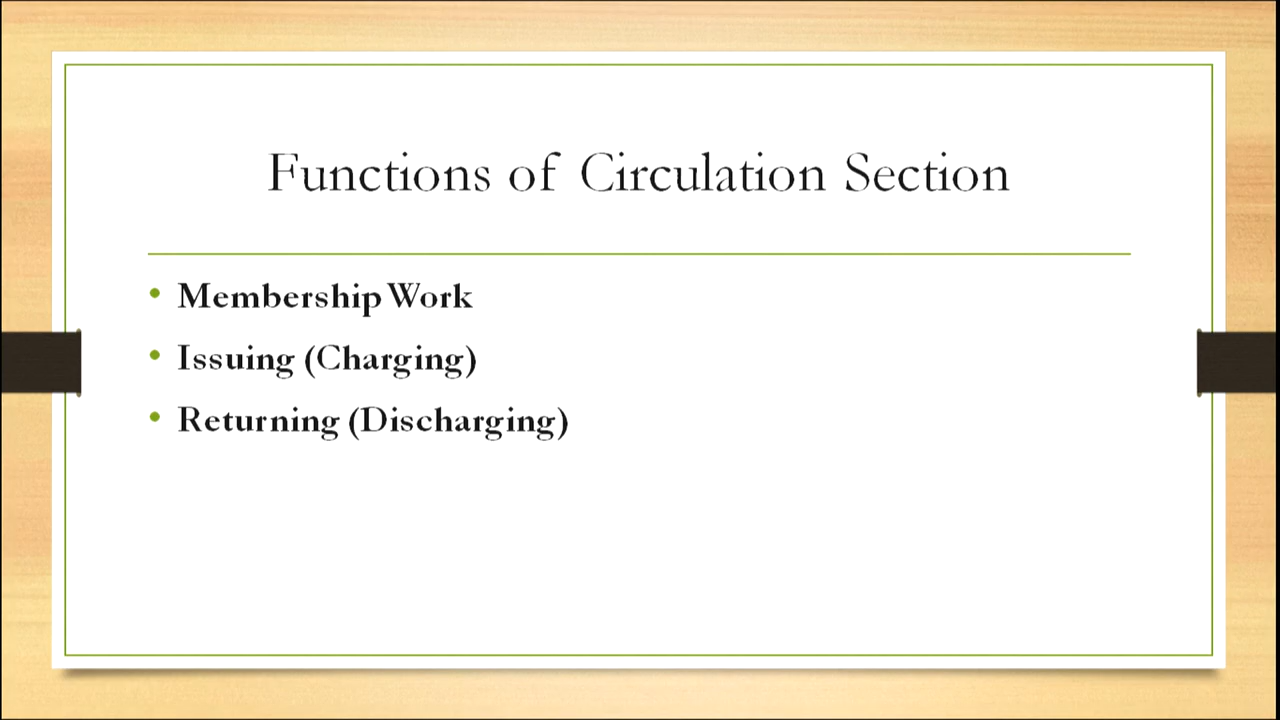 Functions of Circulation Section
• Membership Work
• Issuing (Charging)
• Returning (Discharging)